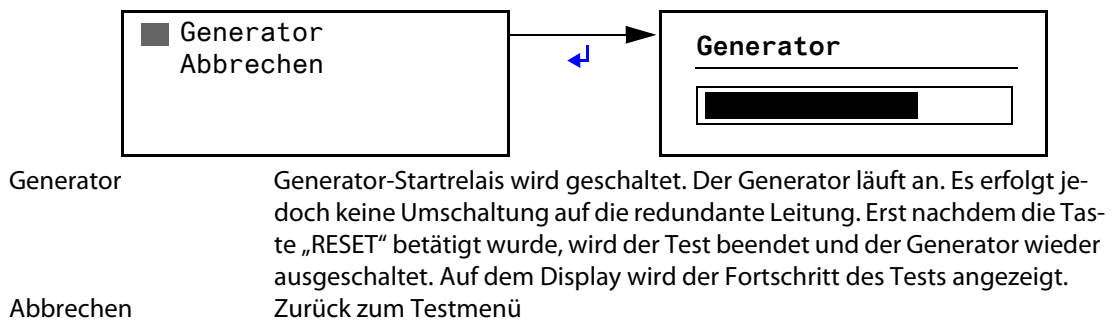 Generator
Abbrechen
Generator
Generator Generator-Startrelais wird geschaltet. Der Generator läuft an. Es erfolgt je-
doch keine Umschaltung auf die redundante Leitung. Erst nachdem die Tas-
te „RESET“ betätigt wurde, wird der Test beendet und der Generator wieder
ausgeschaltet. Auf dem Display wird der Fortschritt des Tests angezeigt.
Abbrechen Zurück zum Testmenü